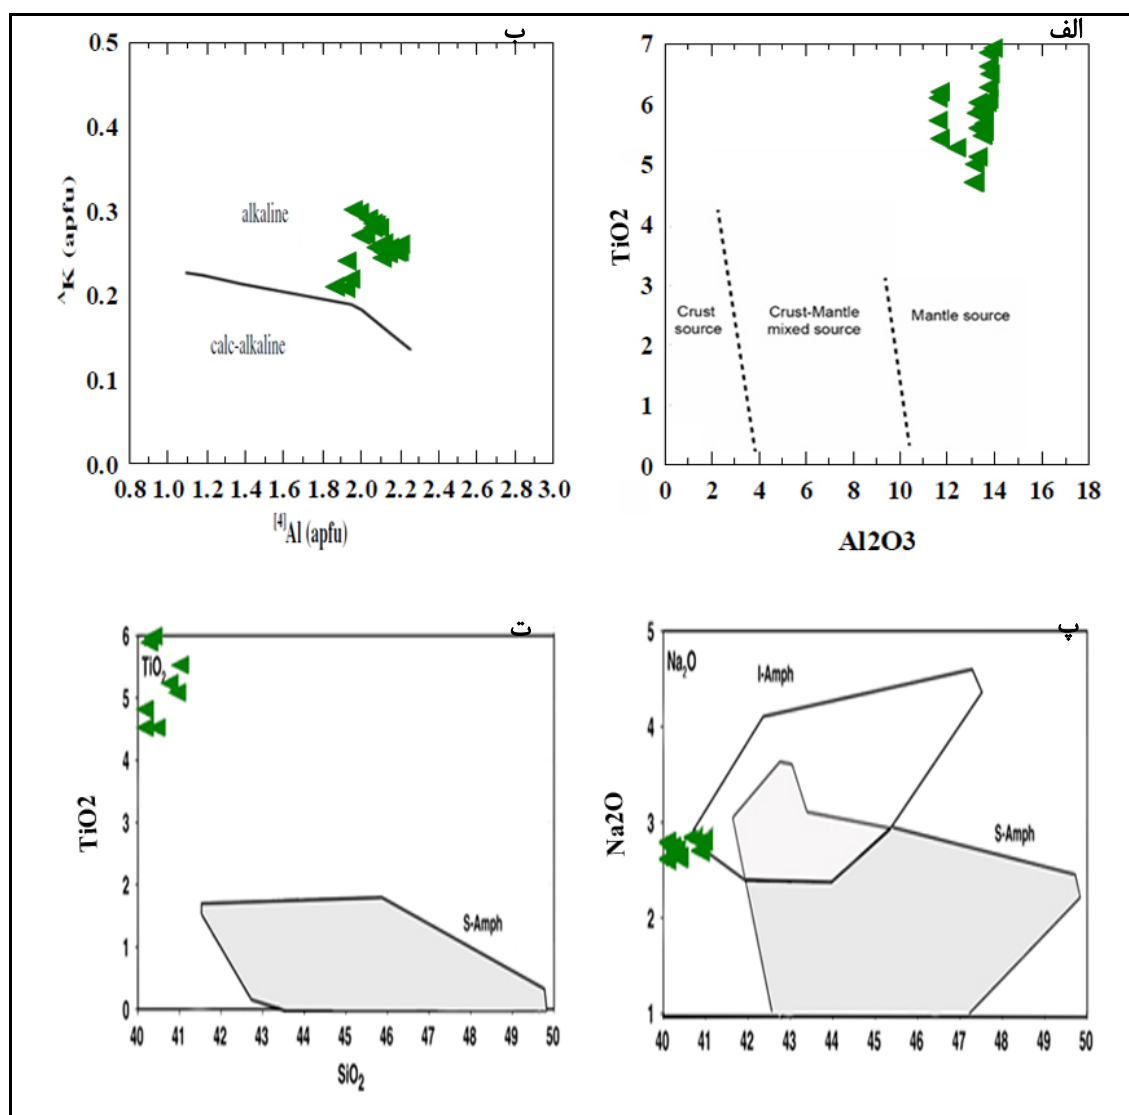 ب
0.5
0.4
0.3
0.2
0.1
0.0
^K (apfu)
alkaline
calc-alkaline
0.8 1.0 1.2 1.4 1.6 1.8 2.0 2.2 2.4 2.6 2.8 3.0
[4]Al (apfu)
الف
7
6
5
4
3
2
1
0
TiO2
Crust
source
Crust-Mantle
mixed source
Mantle source
0 2 4 6 8 10 12 14 16 18
Al2O3
ت
6
5
4
3
2
1
0
TiO2
TiO2
S-Amph
40 41 42 43 44 45 46 47 48 49 50
SiO2
پ
5
4
3
2
1
Na2O
Na2O
I-Amph
S-Amph
40 41 42 43 44 45 46 47 48 49 50